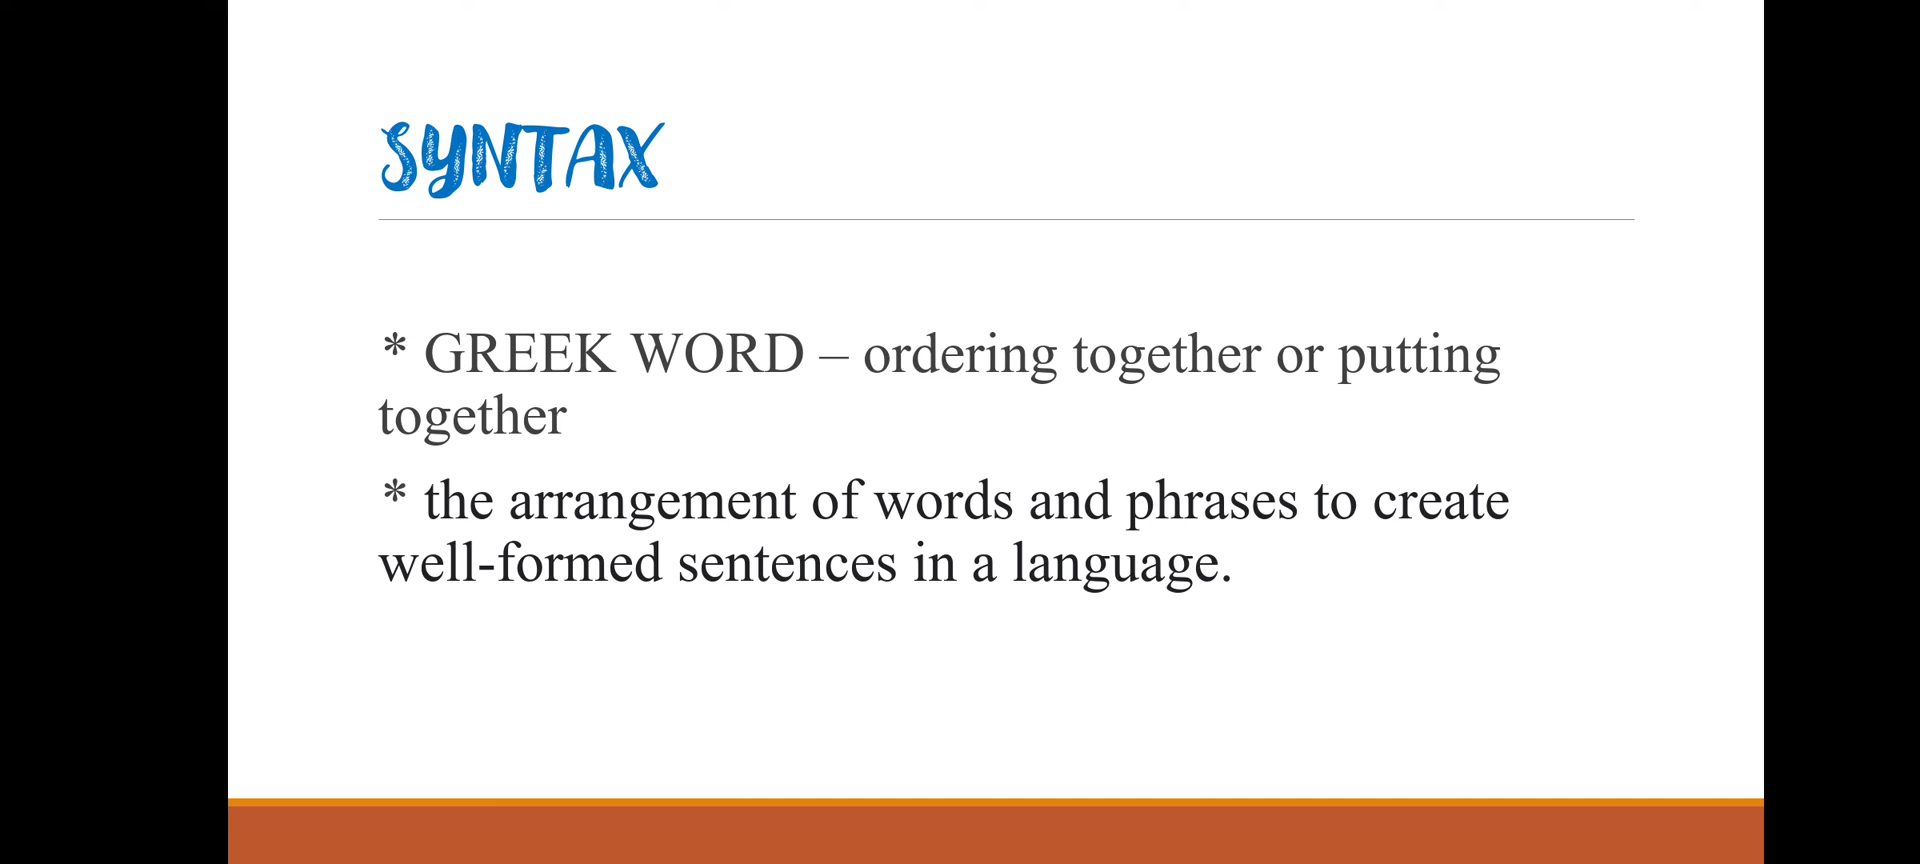 SYNTAX
* GREEK WORD – ordering together or putting
together
* the arrangement of words and phrases to create
well-formed sentences in a language.